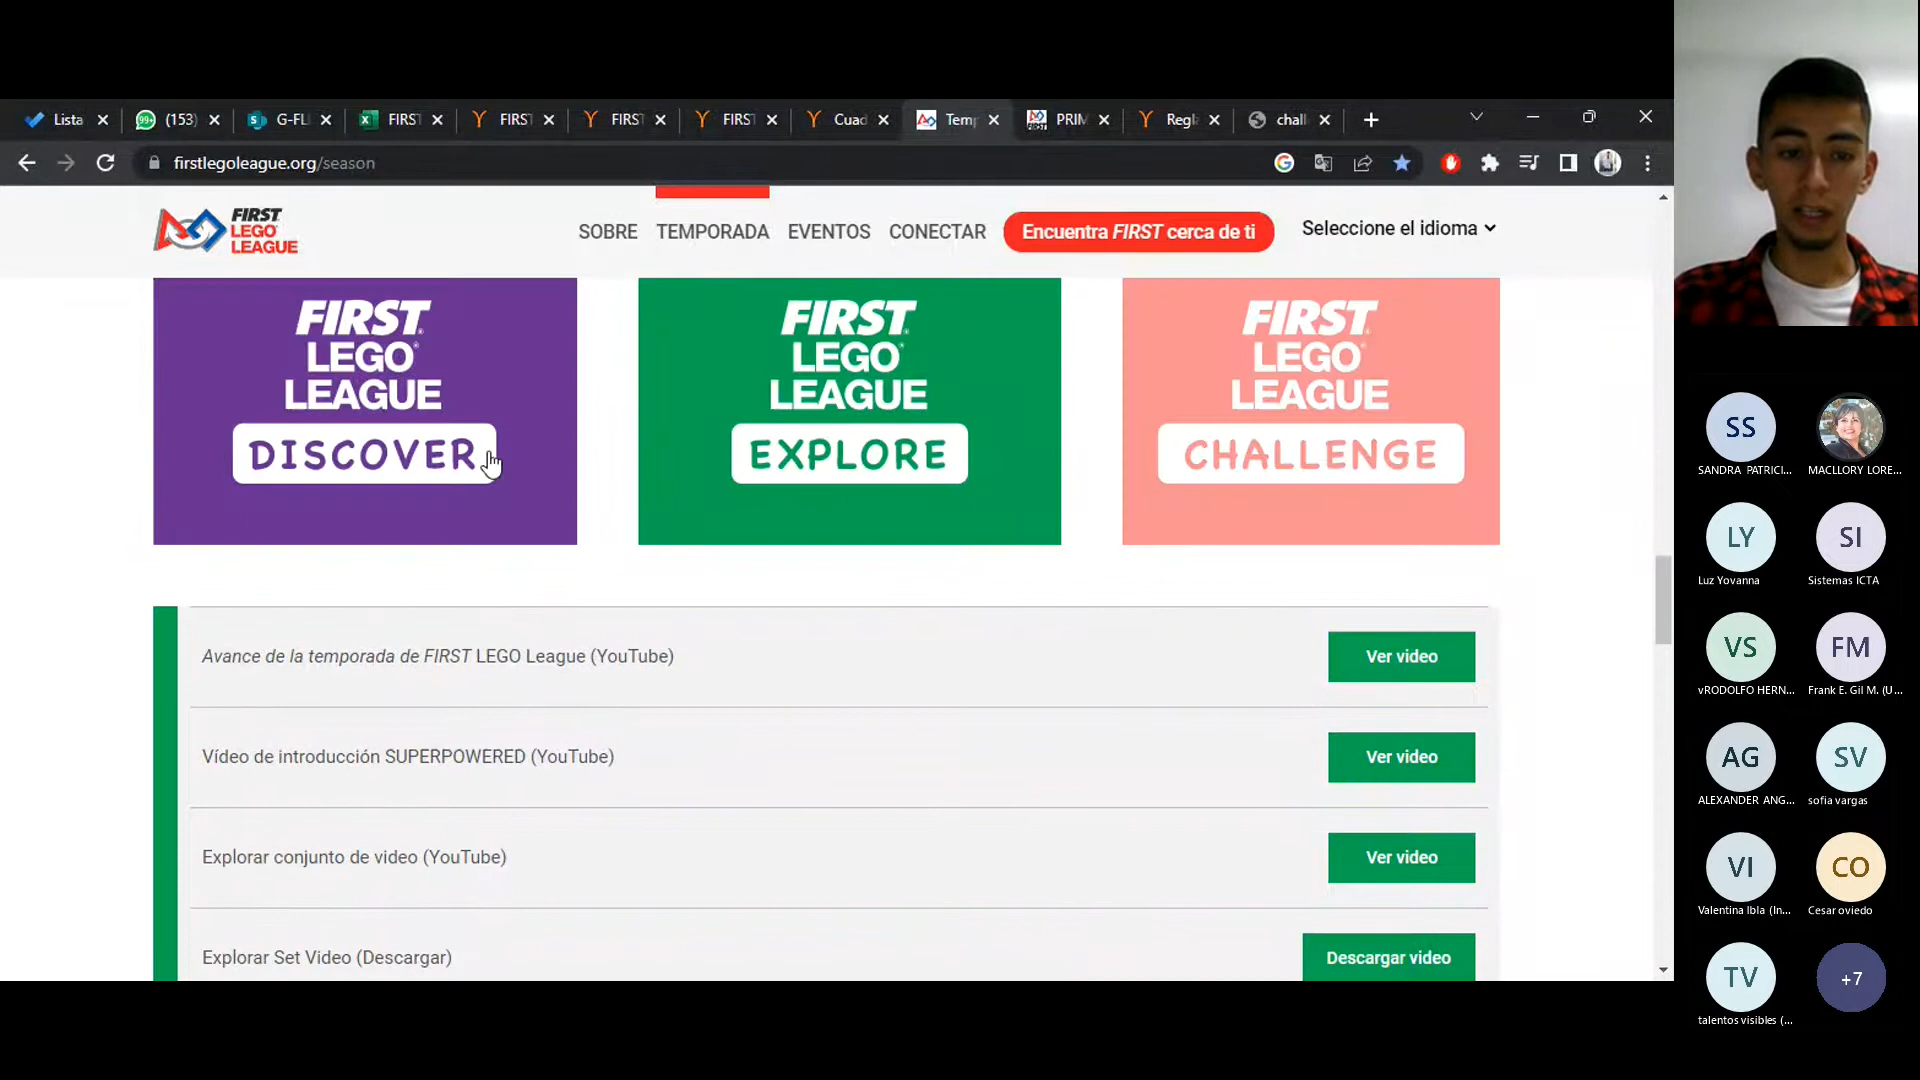 Lista
(153)
G-FLI
FIRST
FIRST
FIRST
FIRST
Cuad
Temp
PRIM
Regla
chall
firstlegoleague.org/season
FIRST
LEGO
LEAGUE
SOBRE
TEMPORADA
EVENTOS
CONECTAR
Encuentra FIRST cerca de ti
Seleccione el idioma
FIRST
LEGO
LEAGUE
DISCOVER
FIRST
LEGO
LEAGUE
EXPLORE
FIRST
LEGO
LEAGUE
CHALLENGE
Avance de la temporada de FIRST LEGO League (YouTube)
Ver video
Vídeo de introducción SUPERPOWERED (YouTube)
Ver video
Explorar conjunto de video (YouTube)
Ver video
Explorar Set Video (Descargar)
Descargar video
SS
SANDRA PATRICI...
MACLLORY LORE...
LY
Luz Yovanna
SI
Sistemas ICTA
VS
vRODOLFO HERN...
FM
Frank E. Gil M. (U...
AG
ALEXANDER ANG...
SV
sofia vargas
VI
Valentina Ibla (In...
CO
Cesar oviedo
TV
talentos visibles (...
+7